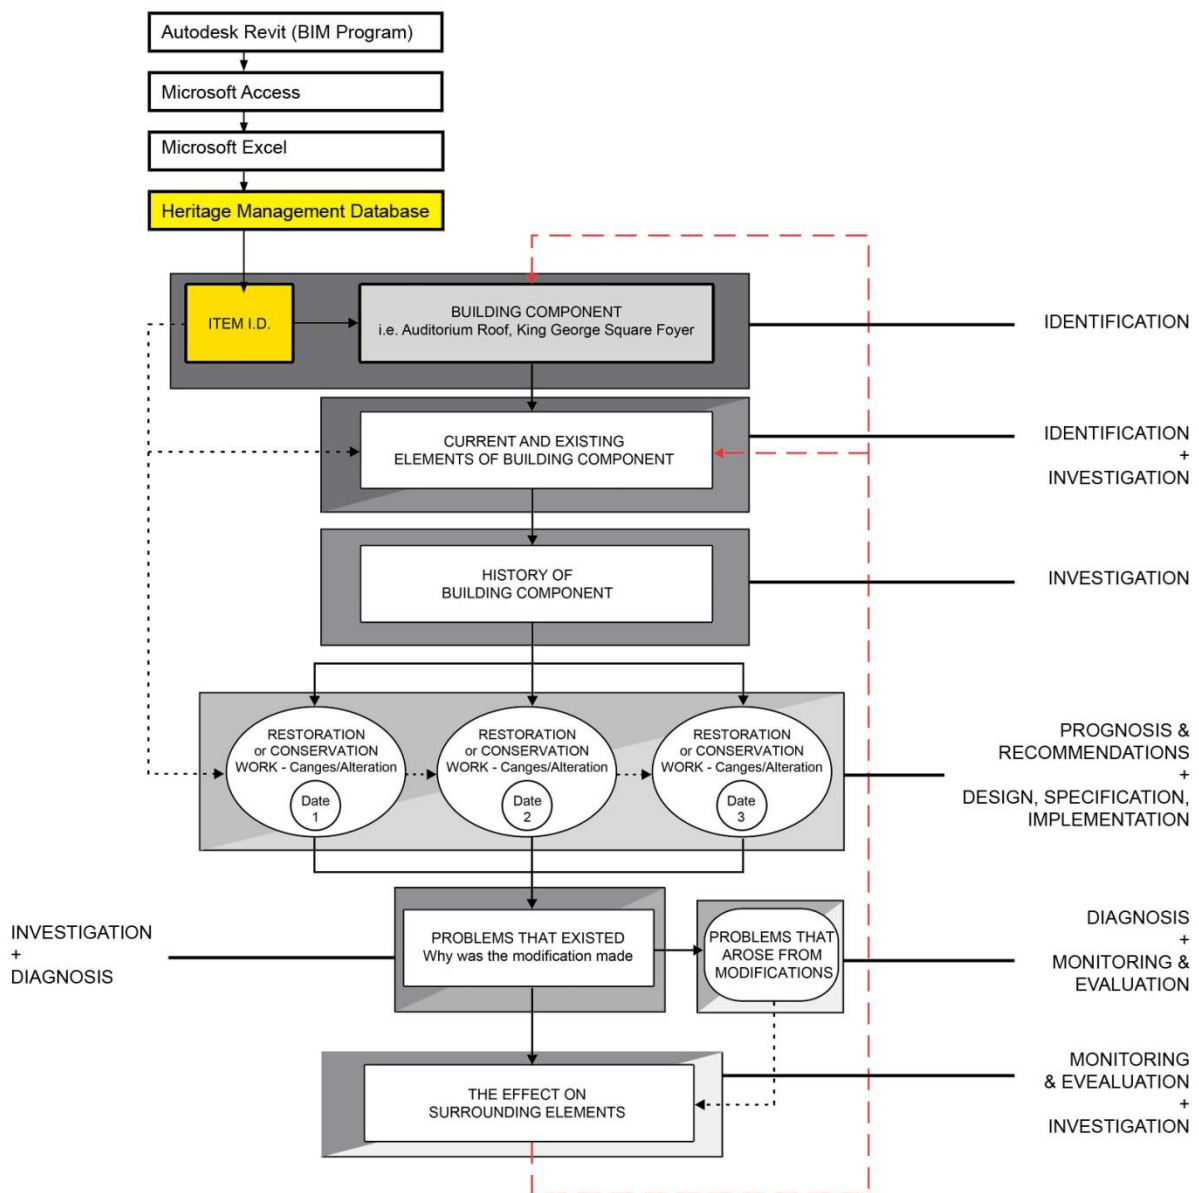 Autodesk Revit (BIM Program)
Microsoft Access
Microsoft Excel
Heritage Management Database
ITEM I.D.
BUILDING COMPONENT
i.e. Auditorium Roof, King George Square Foyer
IDENTIFICATION
CURRENT AND EXISTING
ELEMENTS OF BUILDING COMPONENT
IDENTIFICATION
+
INVESTIGATION
HISTORY OF
BUILDING COMPONENT
INVESTIGATION
RESTORATION
or CONSERVATION
WORK - Canges/Alteration
Date
1
RESTORATION
or CONSERVATION
WORK - Canges/Alteration
Date
2
RESTORATION
or CONSERVATION
WORK - Canges/Alteration
Date
3
PROGNOSIS &
RECOMMENDATIONS
+
DESIGN, SPECIFICATION,
IMPLEMENTATION
INVESTIGATION
+
DIAGNOSIS
PROBLEMS THAT EXISTED
Why was the modification made
PROBLEMS THAT
AROSE FROM
MODIFICATIONS
DIAGNOSIS
+
MONITORING &
EVALUATION
THE EFFECT ON
SURROUNDING ELEMENTS
MONITORING
& EVEALUATION
+
INVESTIGATION